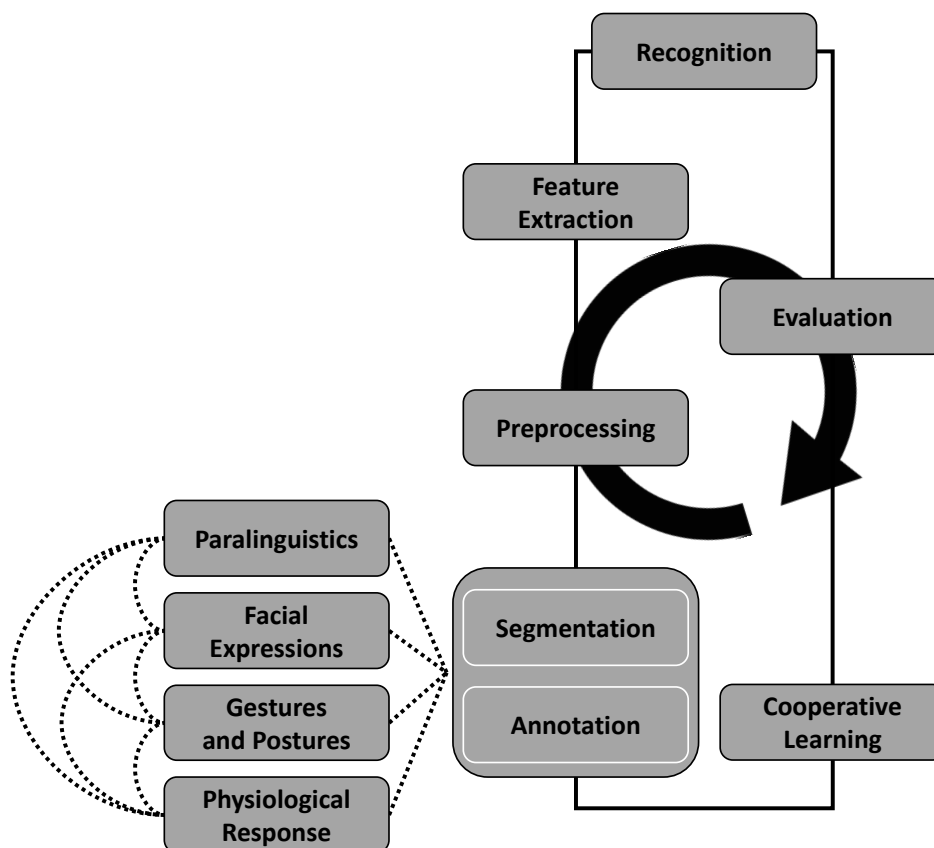 Recognition
Feature
Extraction
Evaluation
Preprocessing
Paralinguistics
Facial
Expressions
Gestures
and Postures
Physiological
Response
Segmentation
Annotation
Cooperative
Learning